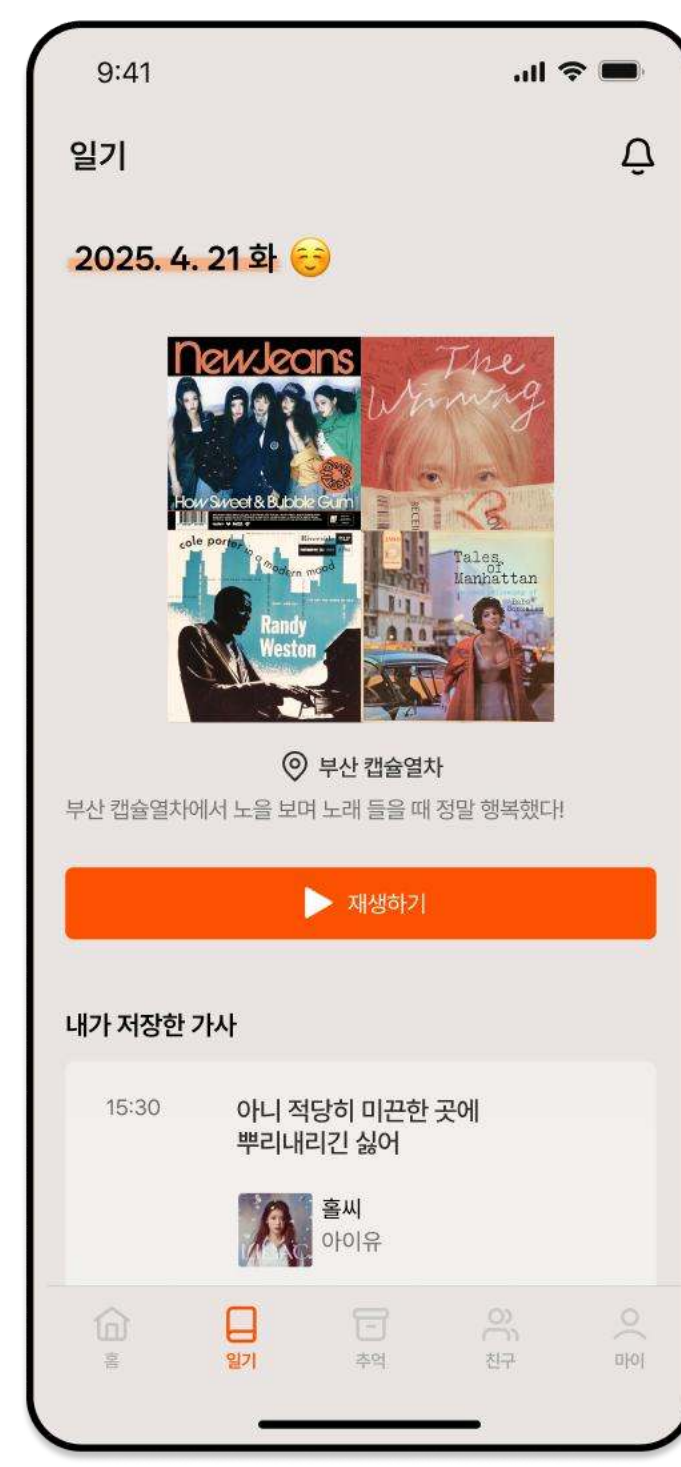 9:41
일기
2025. 4. 21 화 ☺️
NewJeans
How Sweet & Bubble Gum
The
Winning
cole porter in a modern mood
Riverside
Randy
Weston
Tales
of
Manhattan
부산 캡슐열차
부산 캡슐열차에서 노을 보며 노래 들을 때 정말 행복했다!
재생하기
내가 저장한 가사
15:30
아니 적당히 미끈한 곳에
뿌리내리긴 싫어
LILAC
홀씨
아이유
홈
일기
추억
친구
마이